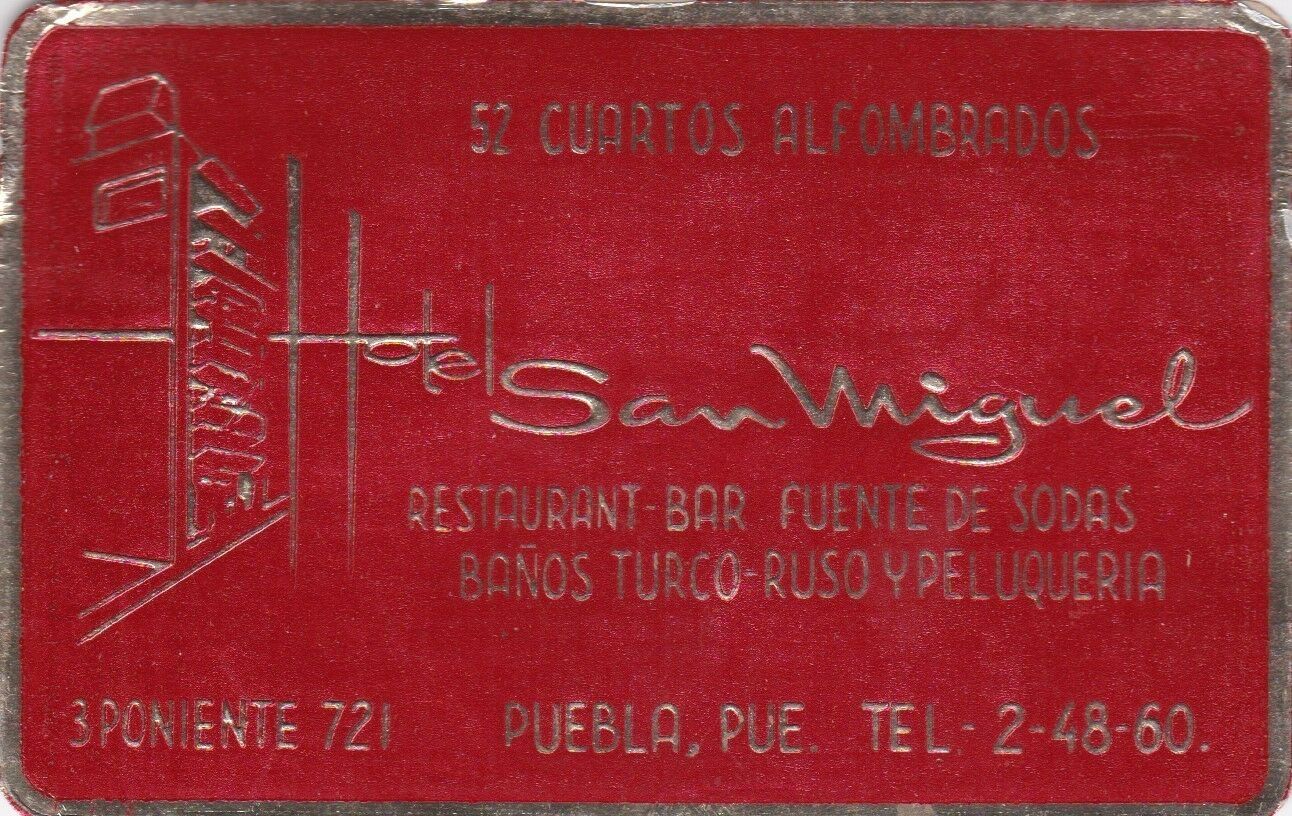 52 CUARTOS ALFOMBRADOS
Hotel San Miguel
RESTAURANT-BAR FUENTE DE SODAS
BAÑOS TURCO-RUSO Y PELUQUERIA
3 PONIENTE 721 PUEBLA, PUE. TEL.- 2-48-60.